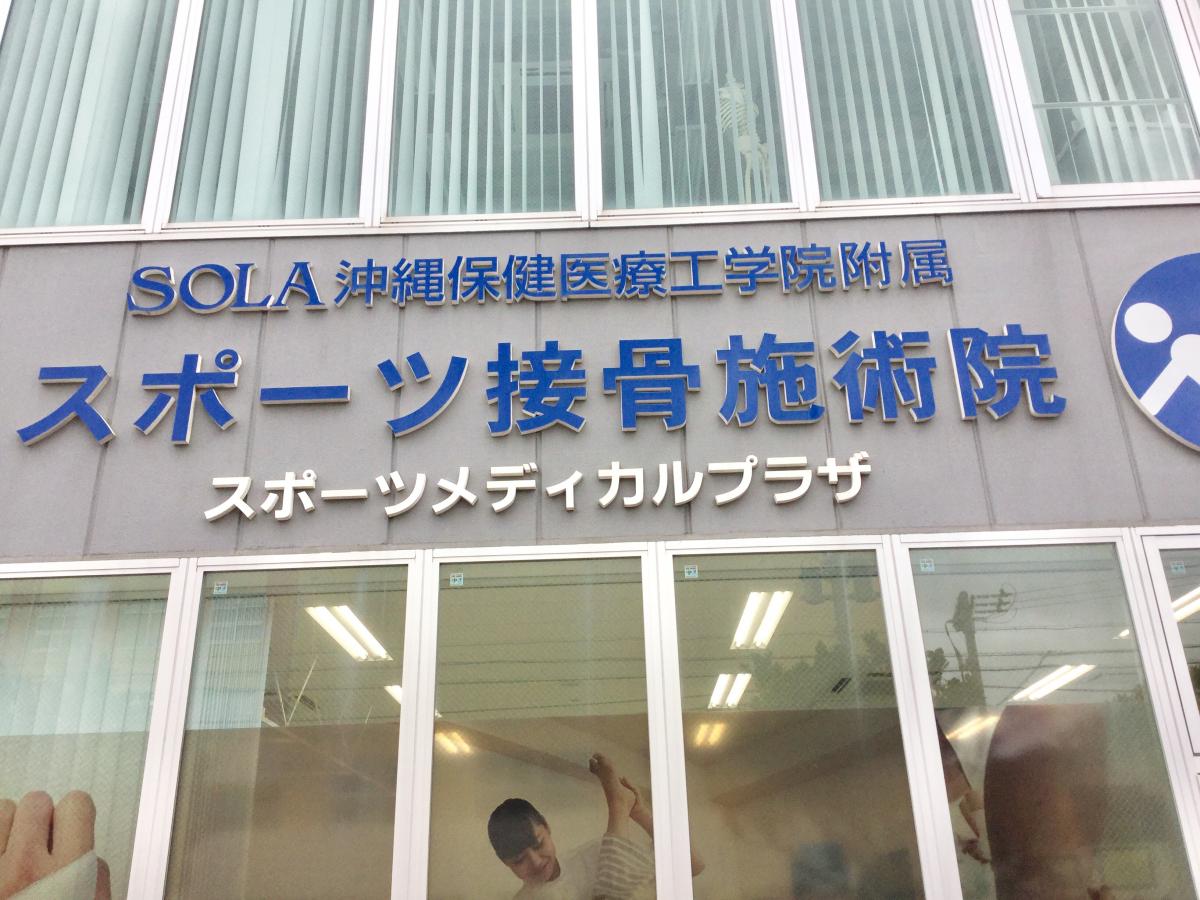 SOLA 沖縄保健医療工学院附属
スポーツ接骨施術院
スポーツメディカルプラザ